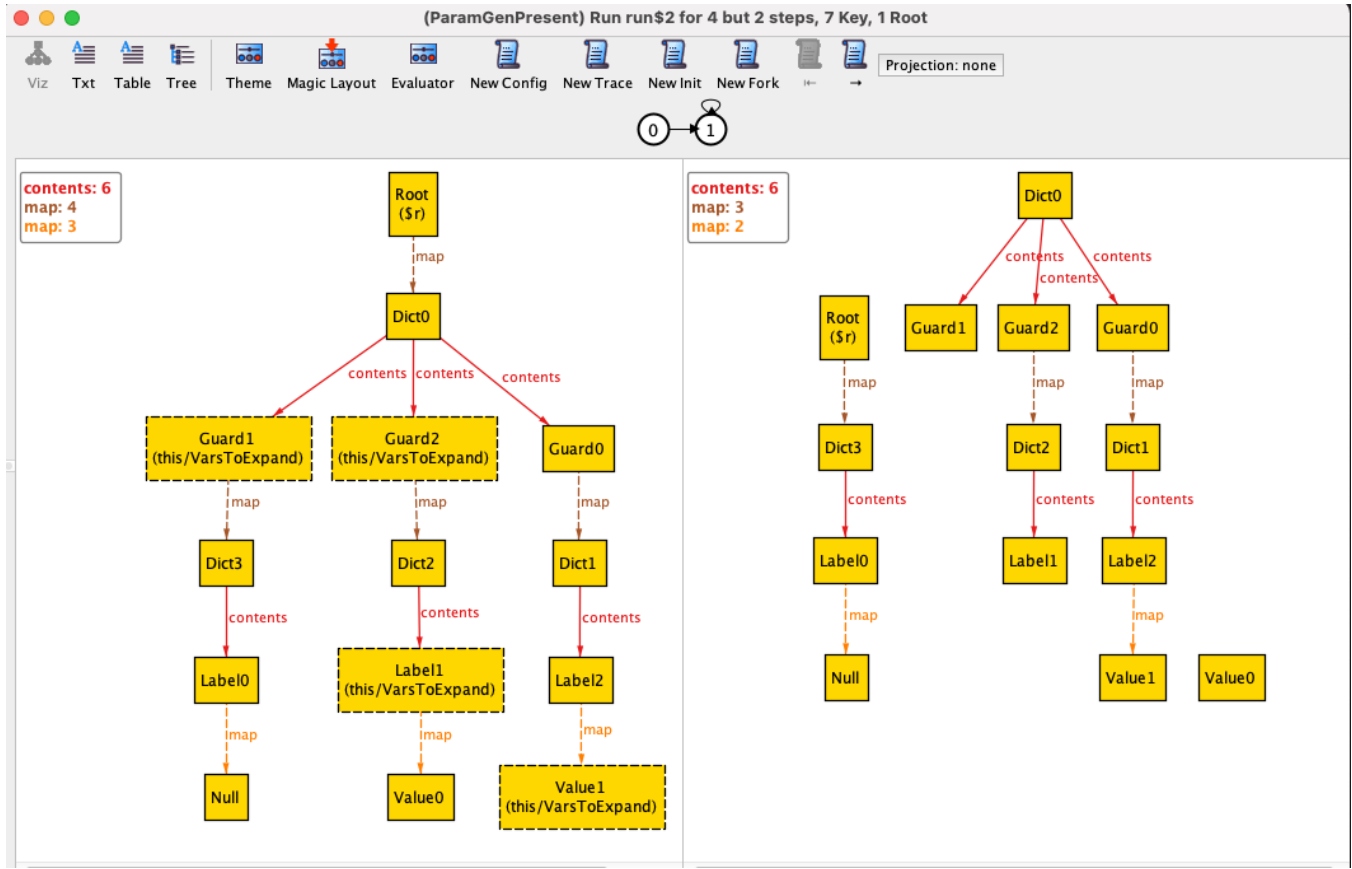 (ParamGenPresent) Run run$2 for 4 but 2 steps, 7 Key, 1 Root
Viz Txt Table Tree Theme Magic Layout Evaluator New Config New Trace New Init New Fork ⇤ → Projection: none
0 1
contents: 6
map: 4
map: 3
Root
($r)
map
Dict0
contents contents contents
Guard1
(this/VarsToExpand)
Guard2
(this/VarsToExpand)
Guard0
map map map
Dict3 Dict2 Dict1
contents contents contents
Label0
Label1
(this/VarsToExpand)
Label2
map map map
Null Value0
Value1
(this/VarsToExpand)
contents: 6
map: 3
map: 2
Dict0
contents contents
contents
Root
($r)
Guard1 Guard2 Guard0
map map map
Dict3 Dict2 Dict1
contents contents contents
Label0 Label1 Label2
map map
Null Value1 Value0